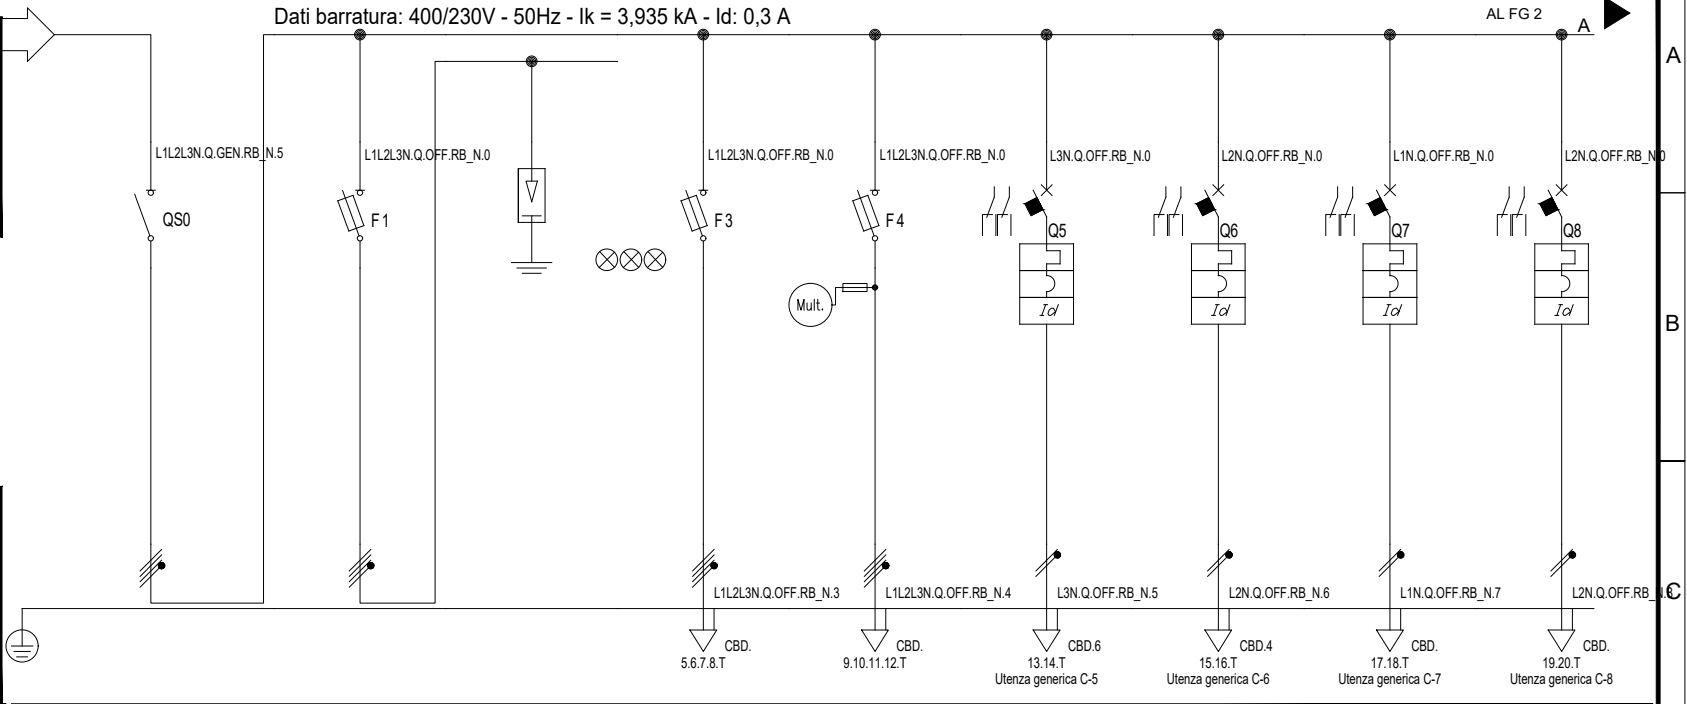 Dati barratura: 400/230V - 50Hz - Ik = 3,935 kA - Id: 0,3 A
AL FG 2
A
A
L1L2L3N.Q.GEN.RB_N.5
L1L2L3N.Q.OFF.RB_N.0
L1L2L3N.Q.OFF.RB_N.0
L1L2L3N.Q.OFF.RB_N.0
L3N.Q.OFF.RB_N.0
L2N.Q.OFF.RB_N.0
L1N.Q.OFF.RB_N.0
L2N.Q.OFF.RB_N.0
QS0
F1
F3
F4
Q5
Q6
Q7
Q8
Mult.
Id
Id
Id
Id
B
L1L2L3N.Q.OFF.RB_N.3
L1L2L3N.Q.OFF.RB_N.4
L3N.Q.OFF.RB_N.5
L2N.Q.OFF.RB_N.6
L1N.Q.OFF.RB_N.7
L2N.Q.OFF.RB_N.8
C
CBD.
CBD.
CBD.6
CBD.4
CBD.
CBD.
5.6.7.8.T
9.10.11.12.T
13.14.T
15.16.T
17.18.T
19.20.T
Utenza generica C-5
Utenza generica C-6
Utenza generica C-7
Utenza generica C-8